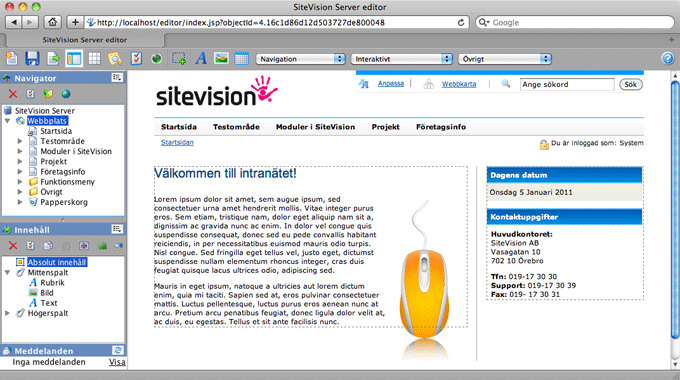 SiteVision Server editor
http://localhost/editor/index.jsp?objectId=4.16c1d86d12d503727de800048
Google
SiteVision Server editor
Navigation
Interaktivt
Övrigt
Navigator
SiteVision Server
Webbplats
Startsida
Testområde
Moduler i SiteVision
Projekt
Företagsinfo
Funktionsmeny
Övrigt
Papperskorg
Innehåll
Absolut innehåll
Mittenspalt
Rubrik
Bild
Text
Högerspalt
Meddelanden
Inga meddelanden Visa
sitevision
Anpassa
Webbkarta
Ange sökord
Sök
Startsida Testområde Moduler i SiteVision Projekt Företagsinfo
Startsidan
Du är inloggad som: System
Välkommen till intranätet!
Lorem ipsum dolor sit amet, sem augue ipsum, sed
consectetuer urna amet hendrerit mollis. Vitae integer purus
eros. Sem etiam, tristique nam, dolor eget aliquip nam sit a,
dignissim ac gravida nunc ac enim. In dolor vel congue quis
suspendisse consequat, donec sed eu pede convallis habitant
reiciendis, in per necessitatibus euismod mauris odio turpis.
Nisl congue. Sed fringilla eget tellus vel, justo eget, dictumst
suspendisse nullam elementum rhoncus integer, cras duis
feugiat quisque lacus ultrices odio, adipiscing sed.
Mauris in eget ipsum, natoque a ultricies aut lorem dictum
enim, quia mi taciti. Sapien sed at, eros pulvinar consectetuer
mattis. Luctus pellentesque, luctus purus eros aenean nunc at
arcu. Pretium arcu penatibus feugiat, donec ligula dolor velit at,
ac duis, eu egestas. Tellus et sit ante facilisis nunc.
Dagens datum
Onsdag 5 Januari 2011
Kontaktuppgifter
Huvudkontoret:
SiteVision AB
Vasagatan 10
702 10 Örebro
Tfn: 019-17 30 30
Support: 019-17 30 39
Fax: 019- 17 30 31